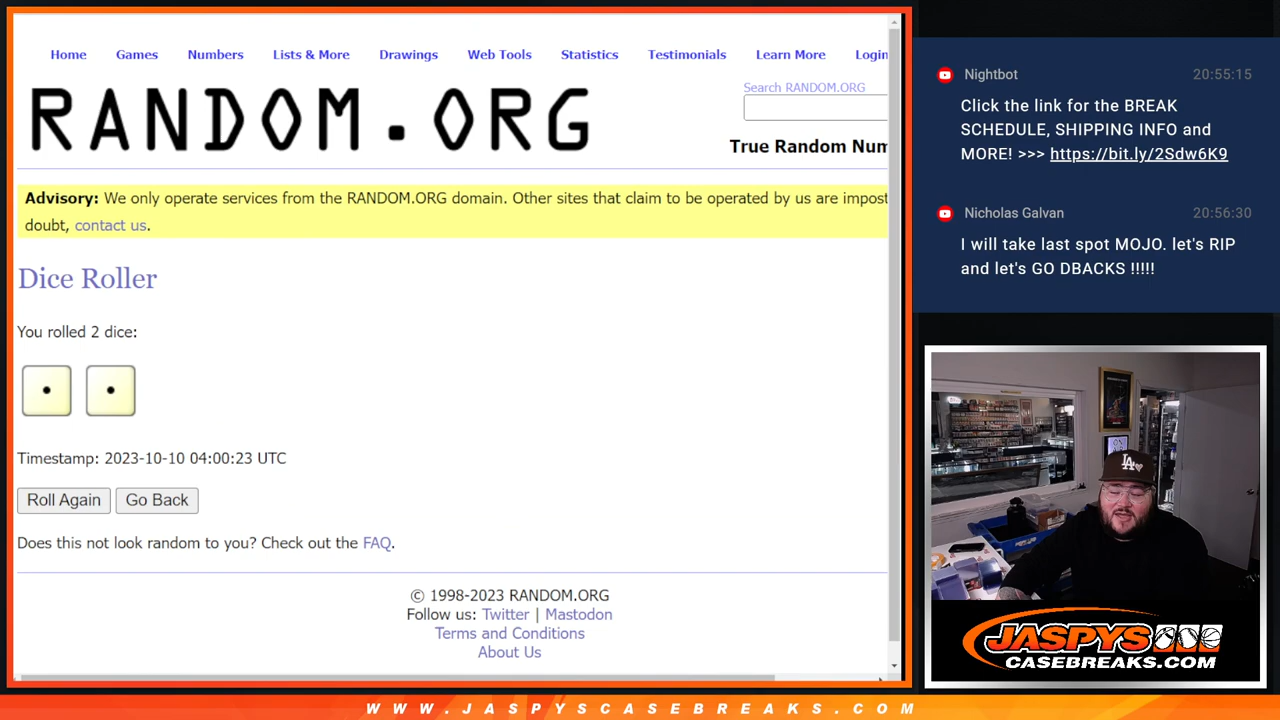 Home Games Numbers Lists & More Drawings Web Tools Statistics Testimonials Learn More Login
Search RANDOM.ORG
RANDOM.ORG
True Random Num
Advisory: We only operate services from the RANDOM.ORG domain. Other sites that claim to be operated by us are impost
doubt, contact us.
Dice Roller
You rolled 2 dice:
Timestamp: 2023-10-10 04:00:23 UTC
Roll Again Go Back
Does this not look random to you? Check out the FAQ.
© 1998-2023 RANDOM.ORG
Follow us: Twitter | Mastodon
Terms and Conditions
About Us
Nightbot 20:55:15
Click the link for the BREAK
SCHEDULE, SHIPPING INFO and
MORE! >>> https://bit.ly/2Sdw6K9
Nicholas Galvan 20:56:30
I will take last spot MOJO. let's RIP
and let's GO DBACKS !!!!!
LA
JASPYS
CASEBREAKS.COM
WWW.JASPYSCASEBREAKS.COM